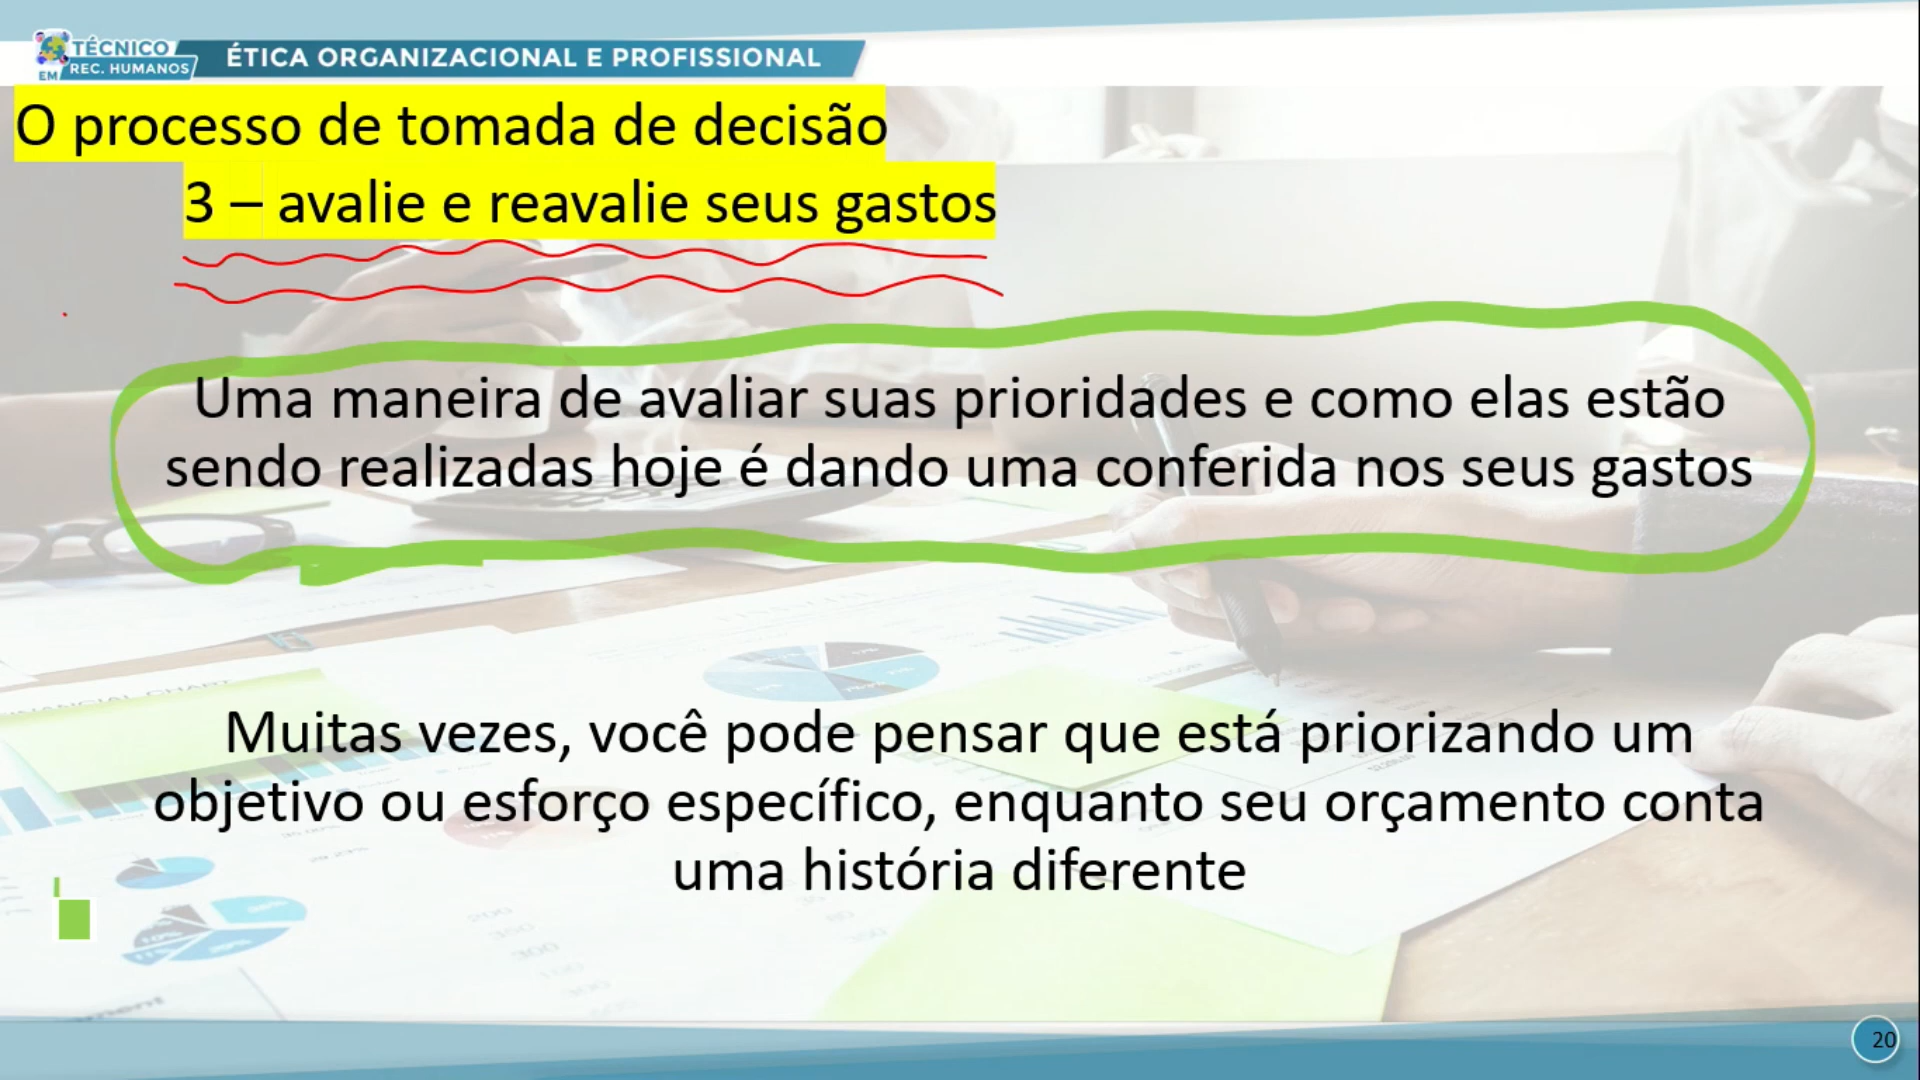 TÉCNICO
EM REC. HUMANOS
ÉTICA ORGANIZACIONAL E PROFISSIONAL
O processo de tomada de decisão
3 – avalie e reavalie seus gastos
Uma maneira de avaliar suas prioridades e como elas estão
sendo realizadas hoje é dando uma conferida nos seus gastos
Muitas vezes, você pode pensar que está priorizando um
objetivo ou esforço específico, enquanto seu orçamento conta
uma história diferente
20